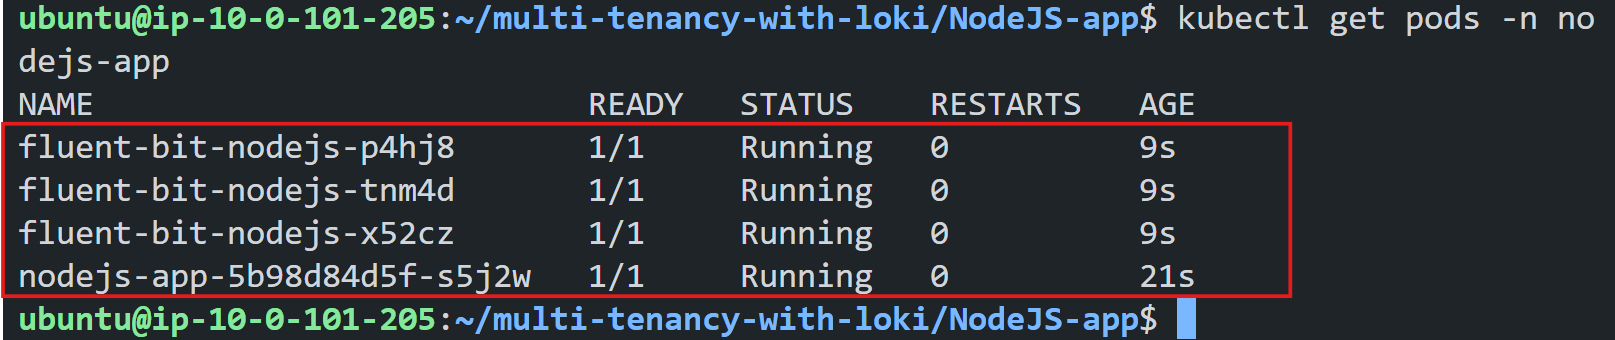 ubuntu@ip-10-0-101-205:~/multi-tenancy-with-loki/NodeJS-app$ kubectl get pods -n no
dejs-app
NAME                          READY   STATUS    RESTARTS   AGE
fluent-bit-nodejs-p4hj8       1/1     Running   0          9s
fluent-bit-nodejs-tnm4d       1/1     Running   0          9s
fluent-bit-nodejs-x52cz       1/1     Running   0          9s
nodejs-app-5b98d84d5f-s5j2w   1/1     Running   0          21s
ubuntu@ip-10-0-101-205:~/multi-tenancy-with-loki/NodeJS-app$